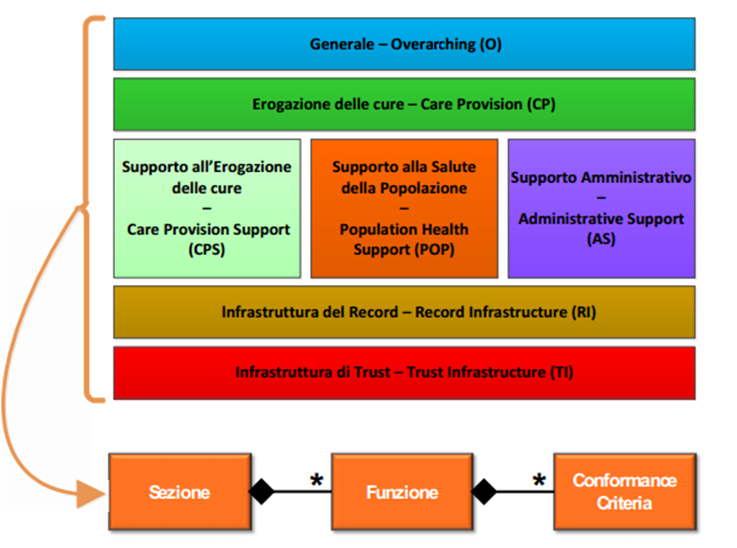 Generale – Overarching (O)
Erogazione delle cure – Care Provision (CP)
Supporto all'Erogazione
delle cure
–
Care Provision Support
(CPS)
Supporto alla Salute
della Popolazione
–
Population Health
Support (POP)
Supporto Amministrativo
–
Administrative Support
(AS)
Infrastruttura del Record – Record Infrastructure (RI)
Infrastruttura di Trust – Trust Infrastructure (TI)
Sezione
*
Funzione
*
Conformance
Criteria